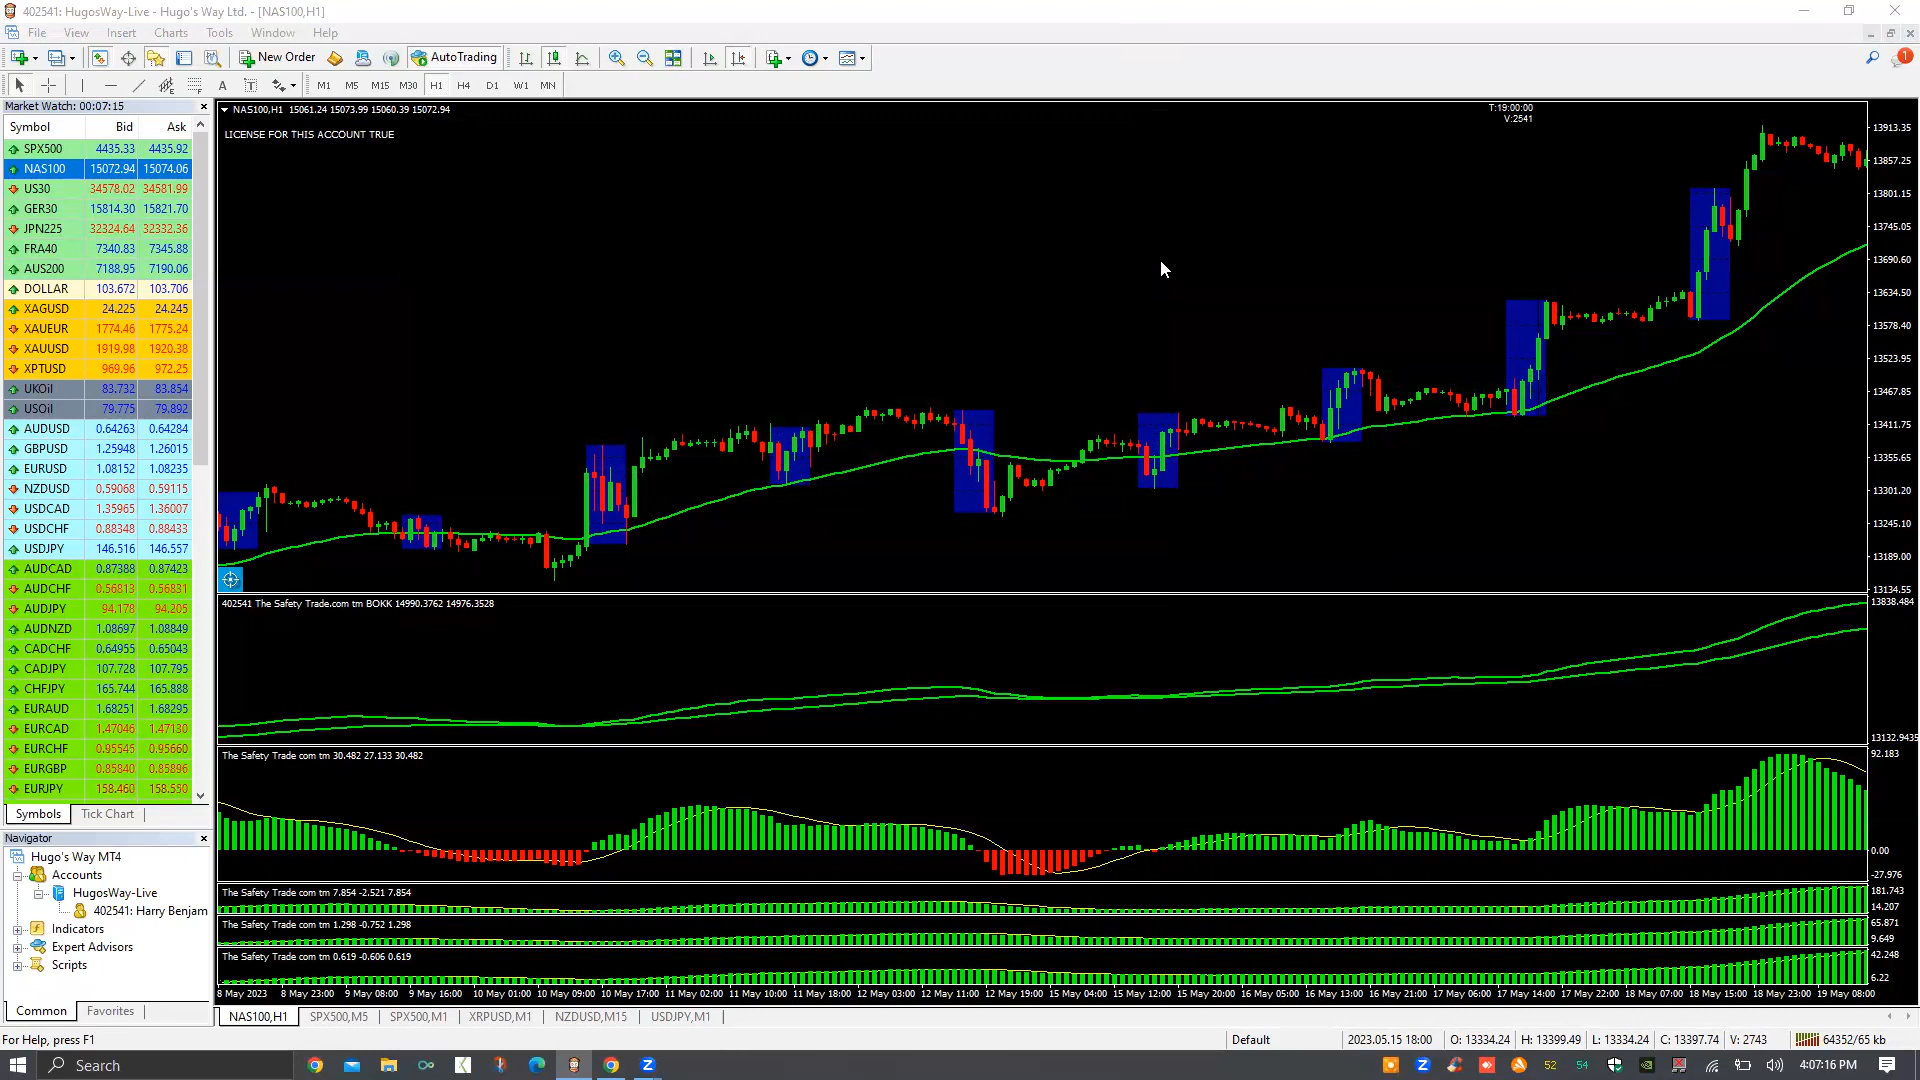 402541: HugosWay-Live - Hugo's Way Ltd. - [NAS100,H1]
File View Insert Charts Tools Window Help
New Order AutoTrading 1
A T M1 M5 M15 M30 H1 H4 D1 W1 MN
Market Watch: 00:07:15
Symbol Bid Ask
SPX500 4435.33 4435.92
NAS100 15072.94 15074.06
US30 34578.02 34581.99
GER30 15814.30 15821.70
JPN225 32324.64 32332.36
FRA40 7340.83 7345.88
AUS200 7188.95 7190.06
DOLLAR 103.672 103.706
XAGUSD 24.225 24.245
XAUEUR 1774.46 1775.24
XAUUSD 1919.98 1920.38
XPTUSD 969.96 972.25
UKOil 83.732 83.854
USOil 79.775 79.892
AUDUSD 0.64263 0.64284
GBPUSD 1.25948 1.26015
EURUSD 1.08152 1.08235
NZDUSD 0.59068 0.59115
USDCAD 1.35965 1.36007
USDCHF 0.88348 0.88433
USDJPY 146.516 146.557
AUDCAD 0.87388 0.87423
AUDCHF 0.56813 0.56831
AUDJPY 94.178 94.205
AUDNZD 1.08697 1.08849
CADCHF 0.64955 0.65043
CADJPY 107.728 107.795
CHFJPY 165.744 165.888
EURAUD 1.68251 1.68295
EURCAD 1.47046 1.47130
EURCHF 0.95545 0.95660
EURGBP 0.85840 0.85896
EURJPY 158.460 158.550
Symbols Tick Chart
Navigator
Hugo's Way MT4
Accounts
HugosWay-Live
402541: Harry Benjam
Indicators
Expert Advisors
Scripts
Common Favorites
NAS100,H1 15061.24 15073.99 15060.39 15072.94
LICENSE FOR THIS ACCOUNT TRUE
T:19:00:00
V:2541
13913.35
13857.25
13801.15
13745.05
13690.60
13634.50
13578.40
13523.95
13467.85
13411.75
13355.65
13301.20
13245.10
13189.00
13134.55
402541 The Safety Trade.com tm BOKK 14990.3762 14976.3528
13838.484
13132.9435
The Safety Trade com tm 30.482 27.133 30.482
92.183
0.00
-27.976
The Safety Trade com tm 7.854 -2.521 7.854
181.743
14.207
The Safety Trade com tm 1.298 -0.752 1.298
65.871
9.649
The Safety Trade com tm 0.619 -0.606 0.619
42.248
6.22
8 May 2023 8 May 23:00 9 May 08:00 9 May 16:00 10 May 01:00 10 May 09:00 10 May 17:00 11 May 02:00 11 May 10:00 11 May 18:00 12 May 03:00 12 May 11:00 12 May 19:00 15 May 04:00 15 May 12:00 15 May 20:00 16 May 05:00 16 May 13:00 16 May 21:00 17 May 06:00 17 May 14:00 17 May 22:00 18 May 07:00 18 May 15:00 18 May 23:00 19 May 08:00
NAS100,H1 SPX500,M5 SPX500,M1 XRPUSD,M1 NZDUSD,M15 USDJPY,M1
For Help, press F1 Default 2023.05.15 18:00 O: 13334.24 H: 13399.49 L: 13334.24 C: 13397.74 V: 2743 64352/65 kb
Search 52 54 4:07:16 PM